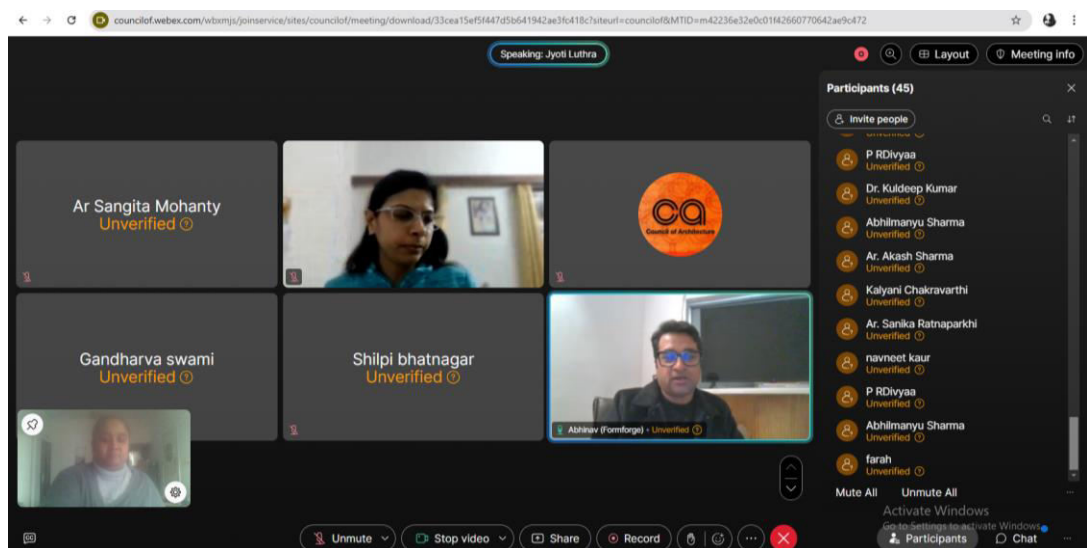 councilof.webex.com/wbxmjs/joinservice/sites/councilof/meeting/download/33cea15ef5f447d5b641942ae3fc418c?siteurl=councilof&MTID=m42236e32e0c01f42660770642ae9c472
Speaking: Jyoti Luthra
Layout
Meeting info
Participants (45)
Invite people
Ar Sangita Mohanty
Unverified
ca
Council of Architecture
Gandharva swami
Unverified
Shilpi bhatnagar
Unverified
Abhinav (Formforge) • Unverified
Unverified
P RDivyaa
Unverified
Dr. Kuldeep Kumar
Unverified
Abhilmanyu Sharma
Unverified
Ar. Akash Sharma
Unverified
Kalyani Chakravarthi
Unverified
Ar. Sanika Ratnaparkhi
Unverified
navneet kaur
Unverified
P RDivyaa
Unverified
Abhilmanyu Sharma
Unverified
farah
Unverified
Mute All Unmute All
Activate Windows
Go to Settings to activate Windows.
Unmute
Stop video
Share
Record
Participants
Chat